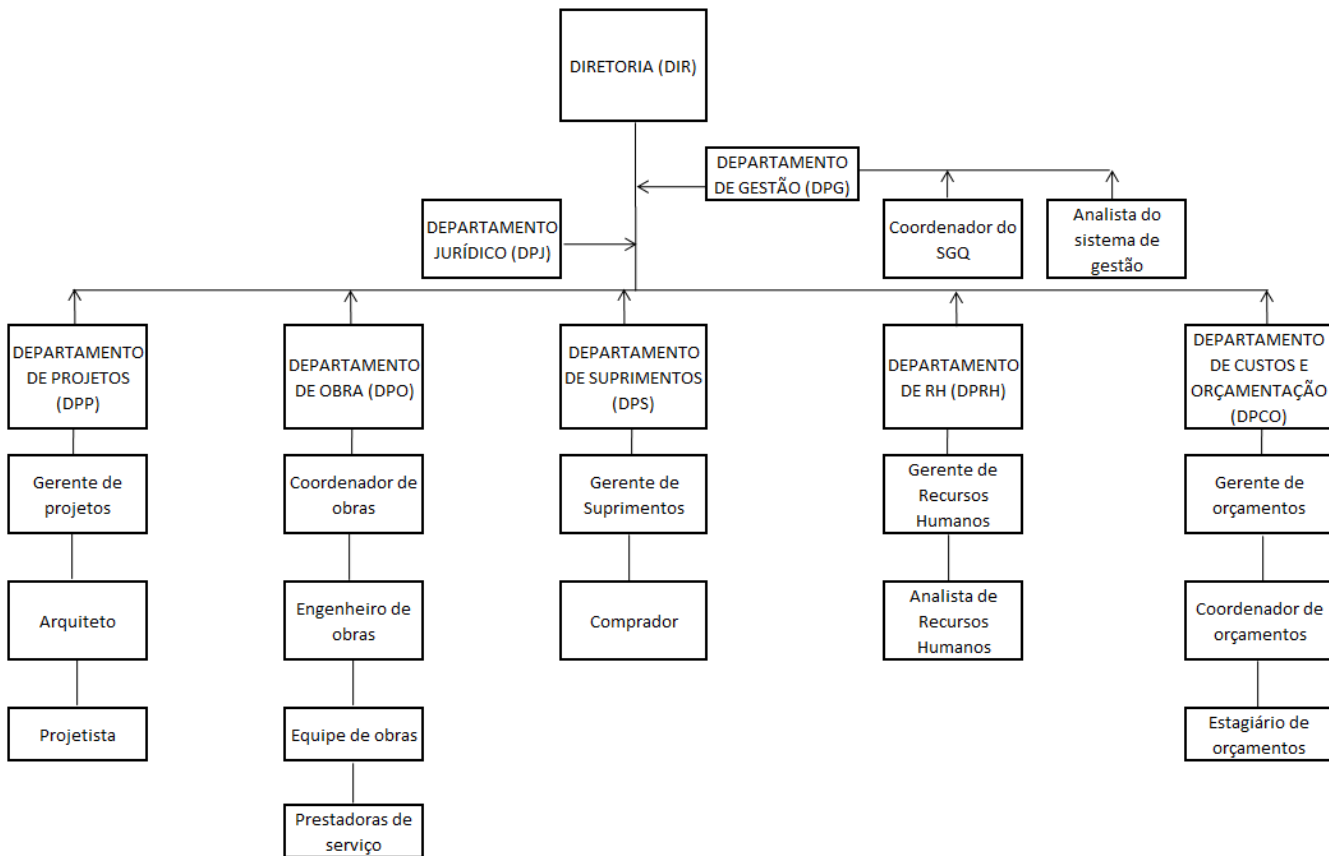 DIRETORIA (DIR)
DEPARTAMENTO
DE GESTÃO (DPG)
DEPARTAMENTO
JURÍDICO (DPJ)
Coordenador do
SGQ
Analista do
sistema de
gestão
DEPARTAMENTO
DE PROJETOS
(DPP)
DEPARTAMENTO
DE OBRA (DPO)
DEPARTAMENTO
DE SUPRIMENTOS
(DPS)
DEPARTAMENTO
DE RH (DPRH)
DEPARTAMENTO
DE CUSTOS E
ORÇAMENTAÇÃO
(DPCO)
Gerente de
projetos
Coordenador de
obras
Gerente de
Suprimentos
Gerente de
Recursos
Humanos
Gerente de
orçamentos
Arquiteto
Engenheiro de
obras
Comprador
Analista de
Recursos
Humanos
Coordenador de
orçamentos
Projetista
Equipe de obras
Estagiário de
orçamentos
Prestadoras de
serviço